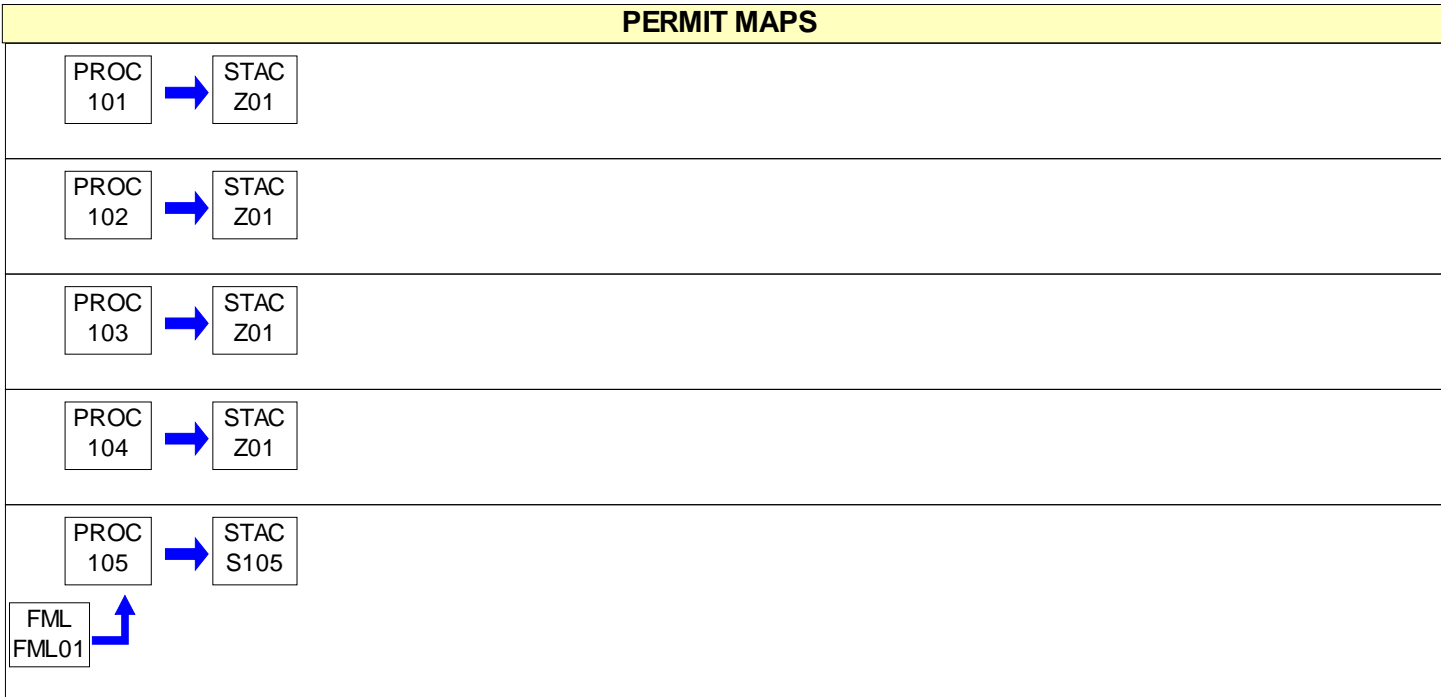 PERMIT MAPS
PROC STAC
101 Z01
PROC STAC
102 Z01
PROC STAC
103 Z01
PROC STAC
104 Z01
PROC STAC
105 S105
FML
FML01